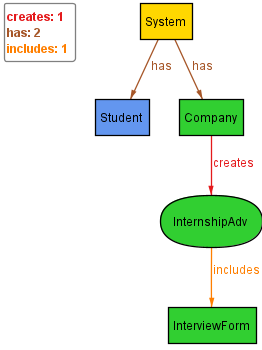 creates: 1
has: 2
includes: 1
System
has
has
Student
Company
creates
InternshipAdv
includes
InterviewForm